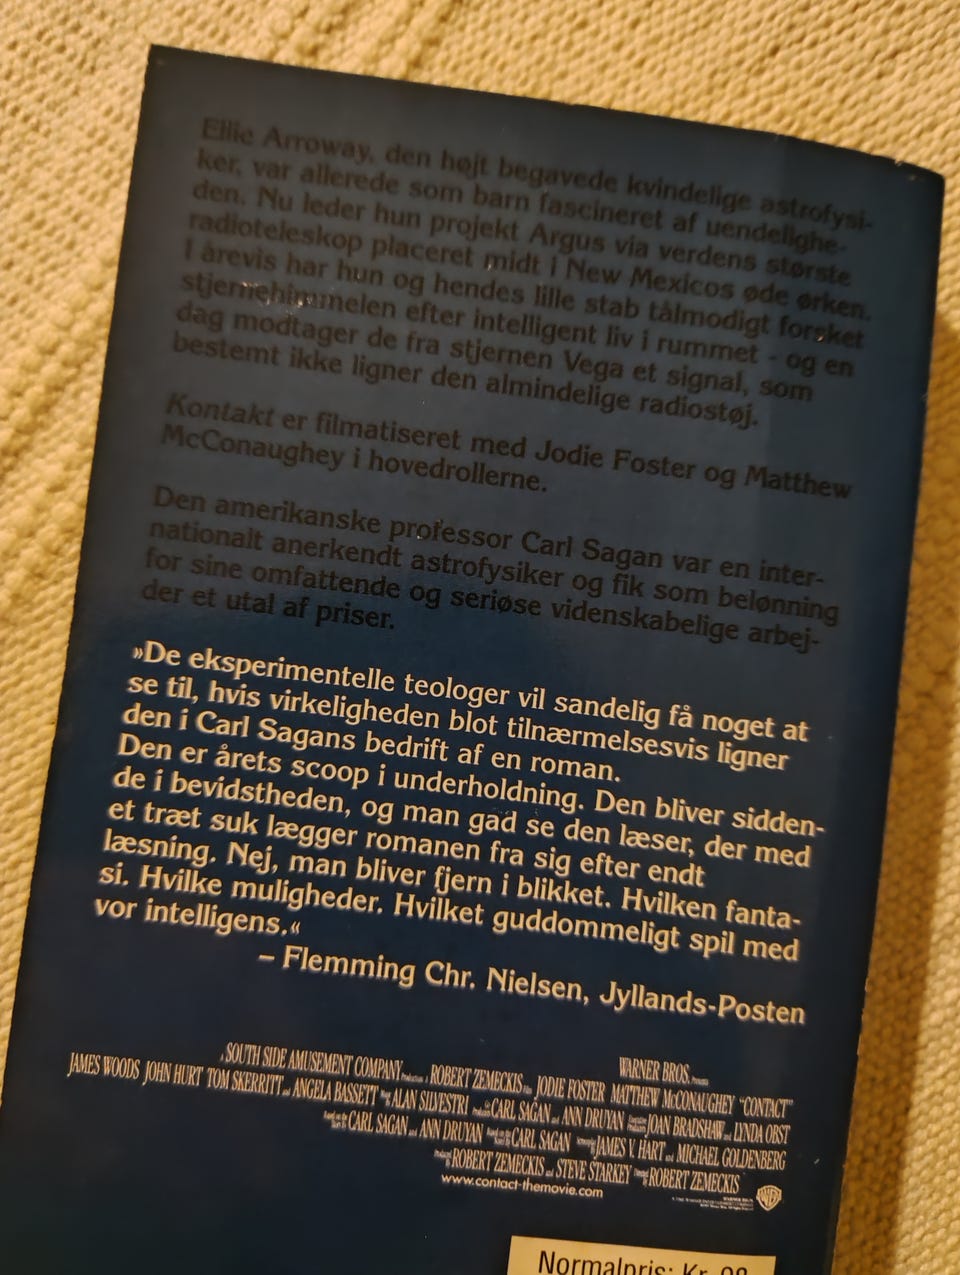 Ellie Arroway, den højt begavede kvindelige astrofysi-
ker, var allerede som barn fascineret af uendelighe-
den. Nu leder hun projekt Argus via verdens største
radioteleskop placeret midt i New Mexicos øde ørken.
I årevis har hun og hendes lille stab tålmodigt forsket
stjernehimmelen efter intelligent liv i rummet - og en
dag modtager de fra stjernen Vega et signal, som
bestemt ikke ligner den almindelige radiostøj.
Kontakt er filmatiseret med Jodie Foster og Matthew
McConaughey i hovedrollerne.
Den amerikanske professor Carl Sagan var en inter-
nationalt anerkendt astrofysiker og fik som belønning
for sine omfattende og seriøse videnskabelige arbej-
der et utal af priser.
»De eksperimentelle teologer vil sandelig få noget at
se til, hvis virkeligheden blot tilnærmelsesvis ligner
den i Carl Sagans bedrift af en roman.
Den er årets scoop i underholdning. Den bliver sidden-
de i bevidstheden, og man gad se den læser, der med
et træt suk lægger romanen fra sig efter endt
læsning. Nej, man bliver fjern i blikket. Hvilken fanta-
si. Hvilke muligheder. Hvilket guddommeligt spil med
vor intelligens.«
– Flemming Chr. Nielsen, Jyllands-Posten
WARNER BROS.
SOUTH SIDE AMUSEMENT COMPANY ROBERT ZEMECKIS JODIE FOSTER MATTHEW McCONAUGHEY "CONTACT"
JAMES WOODS JOHN HURT TOM SKERRITT ANGELA BASSETT ALAN SILVESTRI CARL SAGAN ANN DRUYAN JOAN BRADSHAW LYNDA OBST
CARL SAGAN ANN DRUYAN CARL SAGAN JAMES V. HART MICHAEL GOLDENBERG
ROBERT ZEMECKIS STEVE STARKEY ROBERT ZEMECKIS
www.contact-themovie.com
WB
Normalpris: Kr. 98